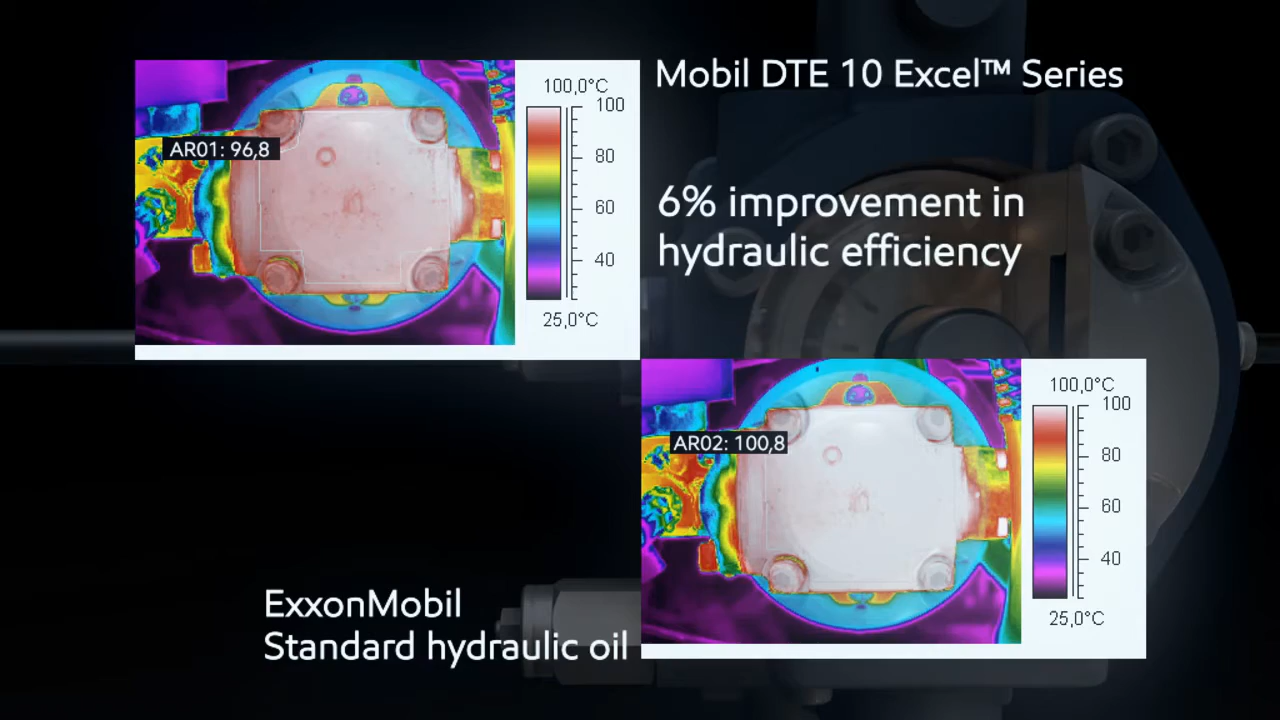 Mobil DTE 10 Excel™ Series
100,0°C
100
80
60
40
25,0°C
AR01: 96,8
6% improvement in
hydraulic efficiency
100,0°C
100
80
60
40
25,0°C
AR02: 100,8
ExxonMobil
Standard hydraulic oil